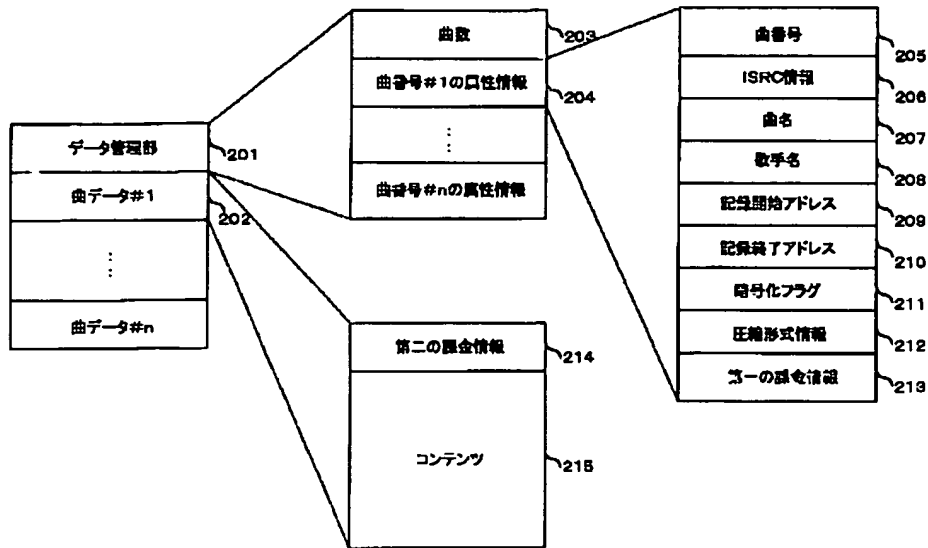 データ管理部
201
曲データ#1
202
⋮
曲データ#n
曲数
203
曲番号#1の属性情報
204
⋮
曲番号#nの属性情報
曲番号
205
ISRC情報
206
曲名
207
歌手名
208
記録開始アドレス
209
記録終了アドレス
210
暗号化フラグ
211
圧縮形式情報
212
第一の課金情報
213
第二の課金情報
214
コンテンツ
215